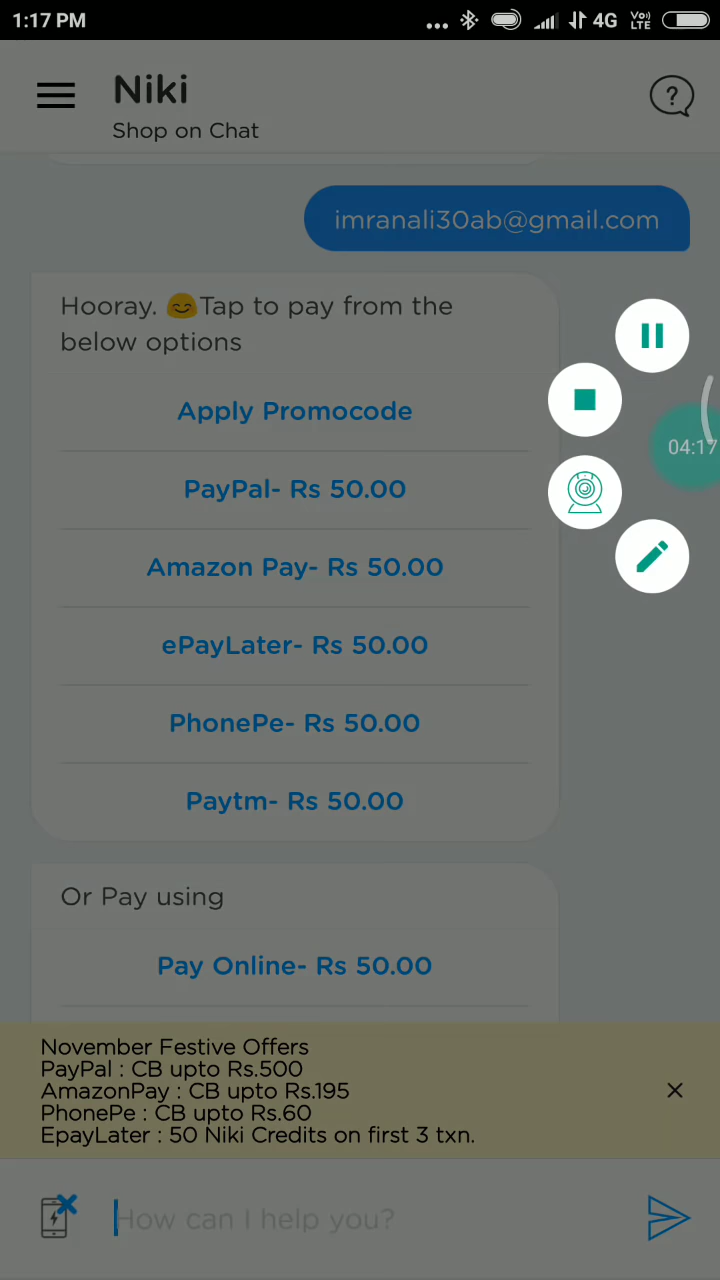 1:17 PM
4G VoLTE
Niki
Shop on Chat
imranali30ab@gmail.com
Hooray. 😊Tap to pay from the
below options
Apply Promocode
PayPal- Rs 50.00
04:17
Amazon Pay- Rs 50.00
ePayLater- Rs 50.00
PhonePe- Rs 50.00
Paytm- Rs 50.00
Or Pay using
Pay Online- Rs 50.00
November Festive Offers
PayPal : CB upto Rs.500
AmazonPay : CB upto Rs.195
PhonePe : CB upto Rs.60
EpayLater : 50 Niki Credits on first 3 txn.
How can I help you?